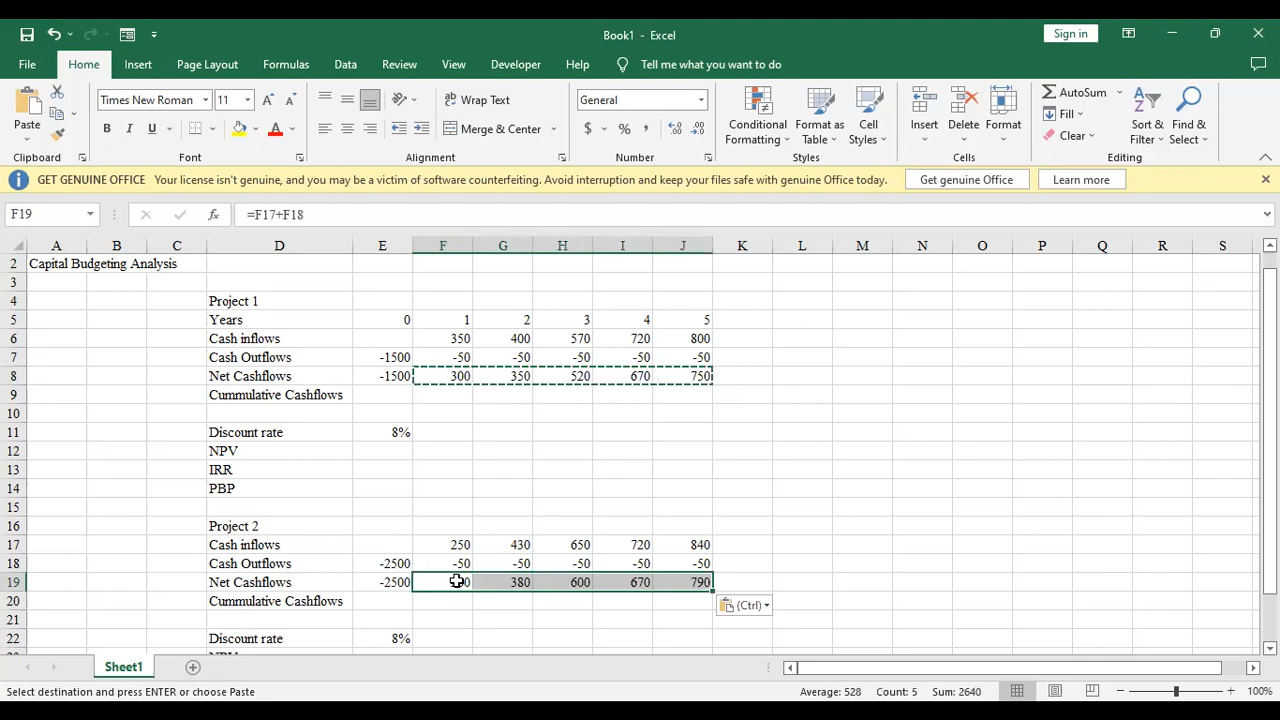 Book1 - Excel
Sign in
File Home Insert Page Layout Formulas Data Review View Developer Help Tell me what you want to do
Paste
Clipboard
Times New Roman 11 A A
B I U A
Font
Wrap Text
Merge & Center
Alignment
General
$ % ,
Number
Conditional Formatting
Format as Table
Cell Styles
Styles
Insert Delete Format
Cells
AutoSum
Fill
Clear
Sort & Filter
Find & Select
Editing
GET GENUINE OFFICE Your license isn't genuine, and you may be a victim of software counterfeiting. Avoid interruption and keep your files safe with genuine Office today. Get genuine Office Learn more
F19 fx =F17+F18
A B C D E F G H I J K L M N O P Q R S
2 Capital Budgeting Analysis
3
4 Project 1
5 Years 0 1 2 3 4 5
6 Cash inflows 350 400 570 720 800
7 Cash Outflows -1500 -50 -50 -50 -50 -50
8 Net Cashflows -1500 300 350 520 670 750
9 Cummulative Cashflows
10
11 Discount rate 8%
12 NPV
13 IRR
14 PBP
15
16 Project 2
17 Cash inflows 250 430 650 720 840
18 Cash Outflows -2500 -50 -50 -50 -50 -50
19 Net Cashflows -2500 380 600 670 790
20 Cummulative Cashflows
(Ctrl)
21
22 Discount rate 8%
Sheet1
Select destination and press ENTER or choose Paste Average: 528 Count: 5 Sum: 2640 100%